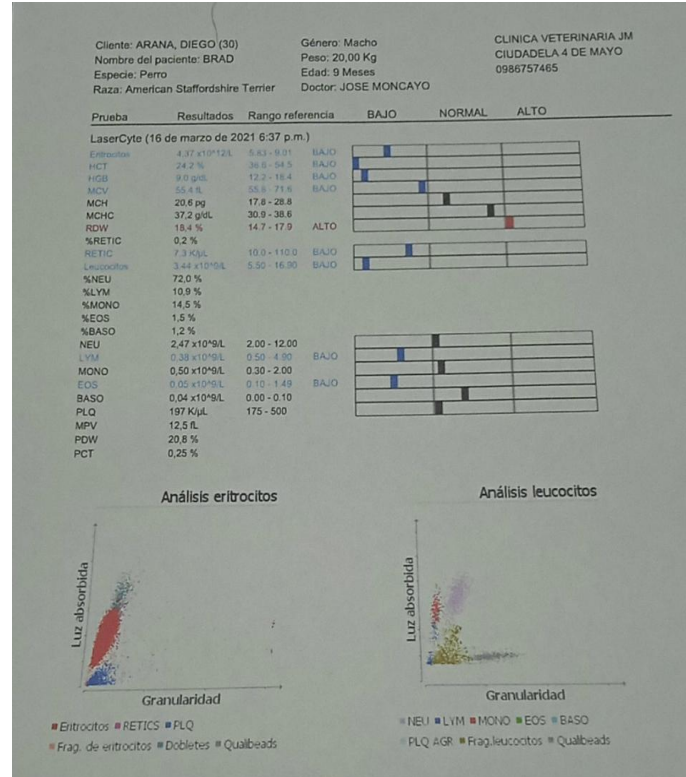 Cliente: ARANA, DIEGO (30) Género: Macho CLINICA VETERINARIA JM
Nombre del paciente: BRAD Peso: 20,00 Kg CIUDADELA 4 DE MAYO
Especie: Perro Edad: 9 Meses 0986757465
Raza: American Staffordshire Terrier Doctor: JOSE MONCAYO
Prueba Resultados Rango referencia BAJO NORMAL ALTO
LaserCyte (16 de marzo de 2021 6:37 p.m.)
Eritrocitos 4,37 x10^12/L 5.83 - 9.01 BAJO
HCT 24,2 % 36.6 - 54.5 BAJO
HGB 9,0 g/dL 12.2 - 18.4 BAJO
MCV 55,4 fL 55.8 - 71.6 BAJO
MCH 20,6 pg 17.8 - 28.8
MCHC 37,2 g/dL 30.9 - 38.6
RDW 18,4 % 14.7 - 17.9 ALTO
%RETIC 0,2 %
RETIC 7,3 K/µL 10.0 - 110.0 BAJO
Leucocitos 3,44 x10^9/L 5.50 - 16.90 BAJO
%NEU 72,0 %
%LYM 10,9 %
%MONO 14,5 %
%EOS 1,5 %
%BASO 1,2 %
NEU 2,47 x10^9/L 2.00 - 12.00
LYM 0,38 x10^9/L 0.50 - 4.90 BAJO
MONO 0,50 x10^9/L 0.30 - 2.00
EOS 0,05 x10^9/L 0.10 - 1.49 BAJO
BASO 0,04 x10^9/L 0.00 - 0.10
PLQ 197 K/µL 175 - 500
MPV 12,5 fL
PDW 20,8 %
PCT 0,25 %
Análisis eritrocitos Análisis leucocitos
Luz absorbida Luz absorbida
Granularidad Granularidad
Eritrocitos RETICS PLQ NEU LYM MONO EOS BASO
Frag. de eritrocitos Dobletes Qualibeads PLQ AGR Frag.leucocitos Qualibeads